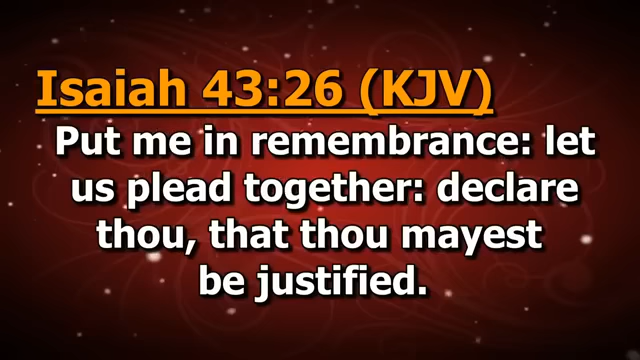 Isaiah 43:26 (KJV)
Put me in remembrance: let
us plead together: declare
thou, that thou mayest
be justified.